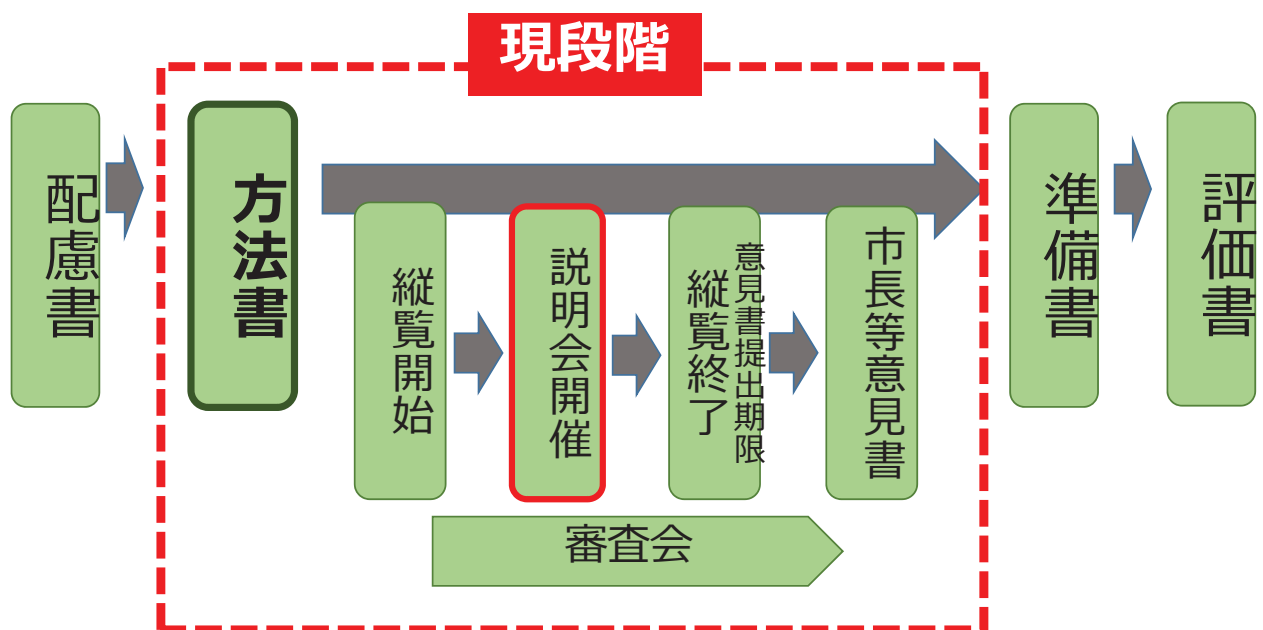 現段階
配慮書
方法書
縦覧開始
説明会開催
縦覧終了
意見書提出期限
市長等意見書
準備書
評価書
審査会